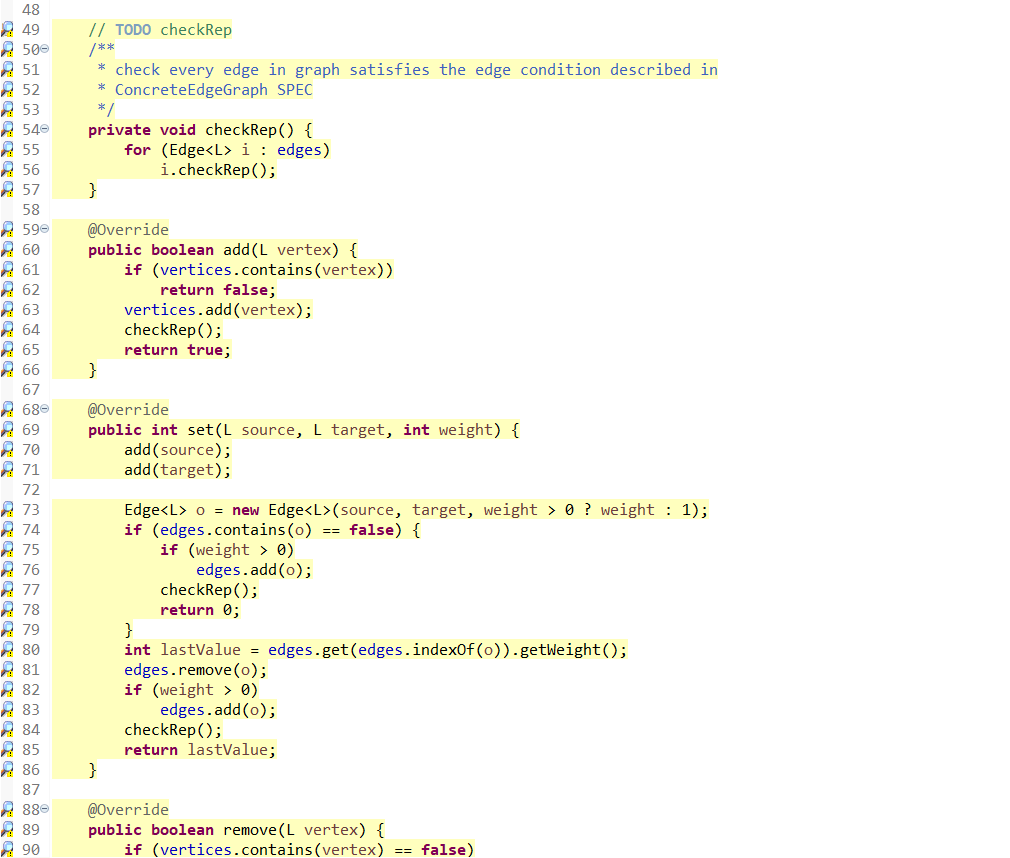 48
49 // TODO checkRep
50 /**
51 * check every edge in graph satisfies the edge condition described in
52 * ConcreteEdgeGraph SPEC
53 */
54 private void checkRep() {
55 for (Edge<L> i : edges)
56 i.checkRep();
57 }
58
59 @Override
60 public boolean add(L vertex) {
61 if (vertices.contains(vertex))
62 return false;
63 vertices.add(vertex);
64 checkRep();
65 return true;
66 }
67
68 @Override
69 public int set(L source, L target, int weight) {
70 add(source);
71 add(target);
72
73 Edge<L> o = new Edge<L>(source, target, weight > 0 ? weight : 1);
74 if (edges.contains(o) == false) {
75 if (weight > 0)
76 edges.add(o);
77 checkRep();
78 return 0;
79 }
80 int lastValue = edges.get(edges.indexOf(o)).getWeight();
81 edges.remove(o);
82 if (weight > 0)
83 edges.add(o);
84 checkRep();
85 return lastValue;
86 }
87
88 @Override
89 public boolean remove(L vertex) {
90 if (vertices.contains(vertex) == false)